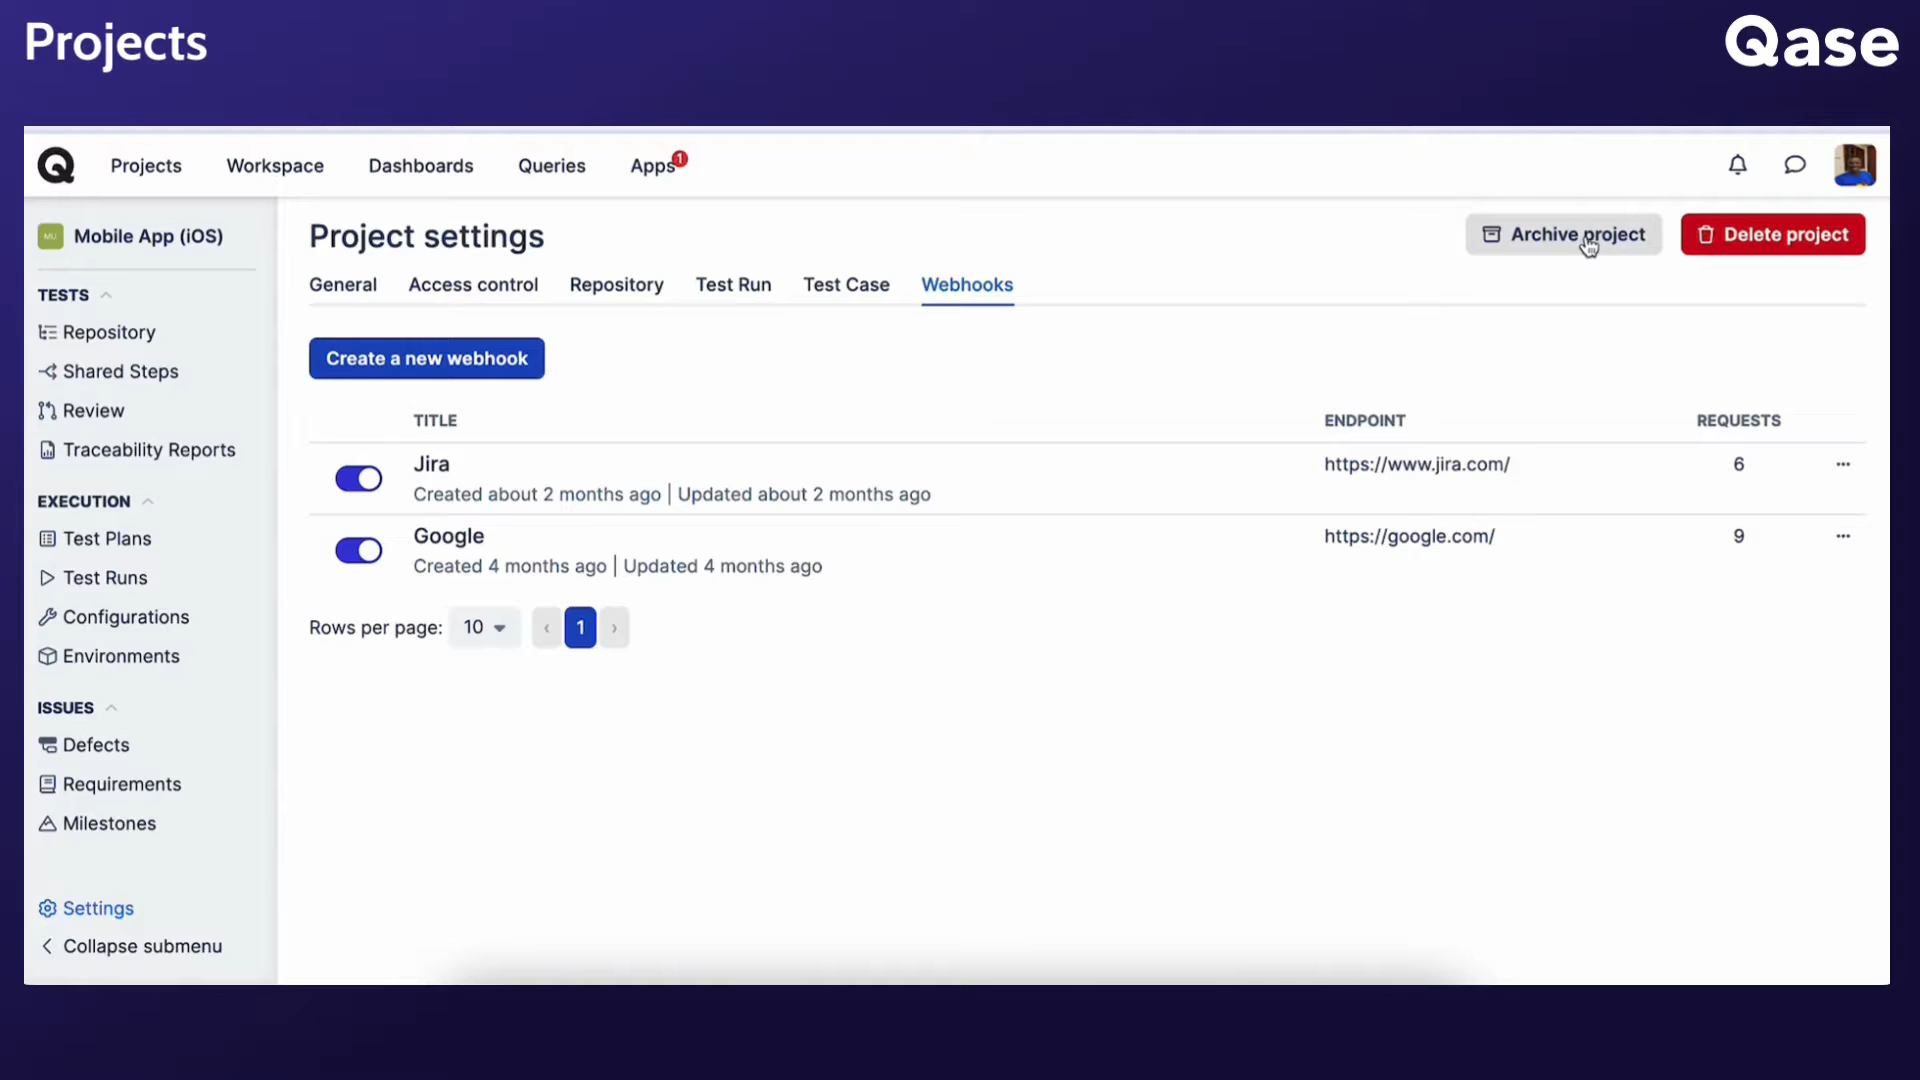 Projects
Qase
Projects
Workspace
Dashboards
Queries
Apps
1
MU
Mobile App (iOS)
TESTS
Repository
Shared Steps
Review
Traceability Reports
EXECUTION
Test Plans
Test Runs
Configurations
Environments
ISSUES
Defects
Requirements
Milestones
Settings
Collapse submenu
Project settings
Archive project
Delete project
General
Access control
Repository
Test Run
Test Case
Webhooks
Create a new webhook
TITLE
ENDPOINT
REQUESTS
Jira
https://www.jira.com/
6
Created about 2 months ago | Updated about 2 months ago
Google
https://google.com/
9
Created 4 months ago | Updated 4 months ago
Rows per page:
10
1